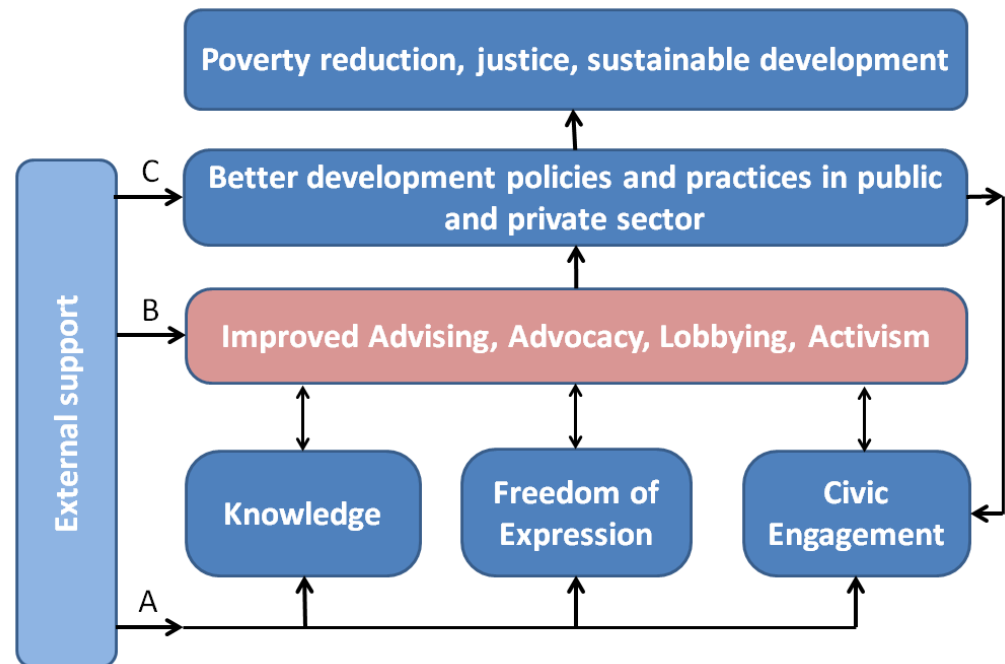 Poverty reduction, justice, sustainable development
C
Better development policies and practices in public
and private sector
B
Improved Advising, Advocacy, Lobbying, Activism
External support
Knowledge
Freedom of
Expression
Civic
Engagement
A